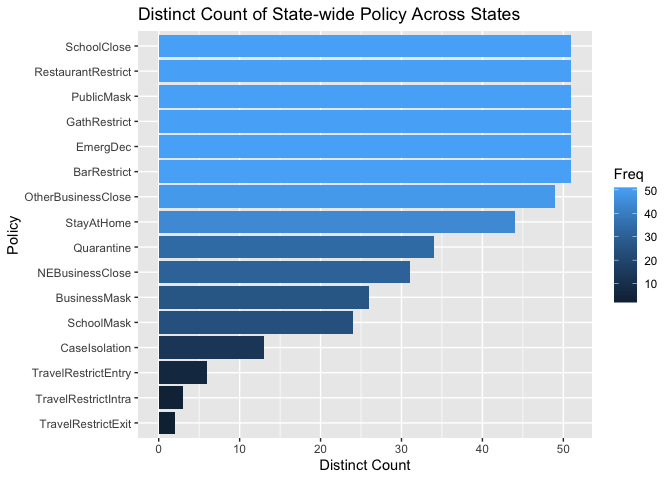 Distinct Count of State-wide Policy Across States
SchoolClose
RestaurantRestrict
PublicMask
GathRestrict
EmergDec
BarRestrict
OtherBusinessClose
StayAtHome
Quarantine
NEBusinessClose
BusinessMask
SchoolMask
CaseIsolation
TravelRestrictEntry
TravelRestrictIntra
TravelRestrictExit
Policy
0 10 20 30 40 50
Distinct Count
Freq
50
40
30
20
10